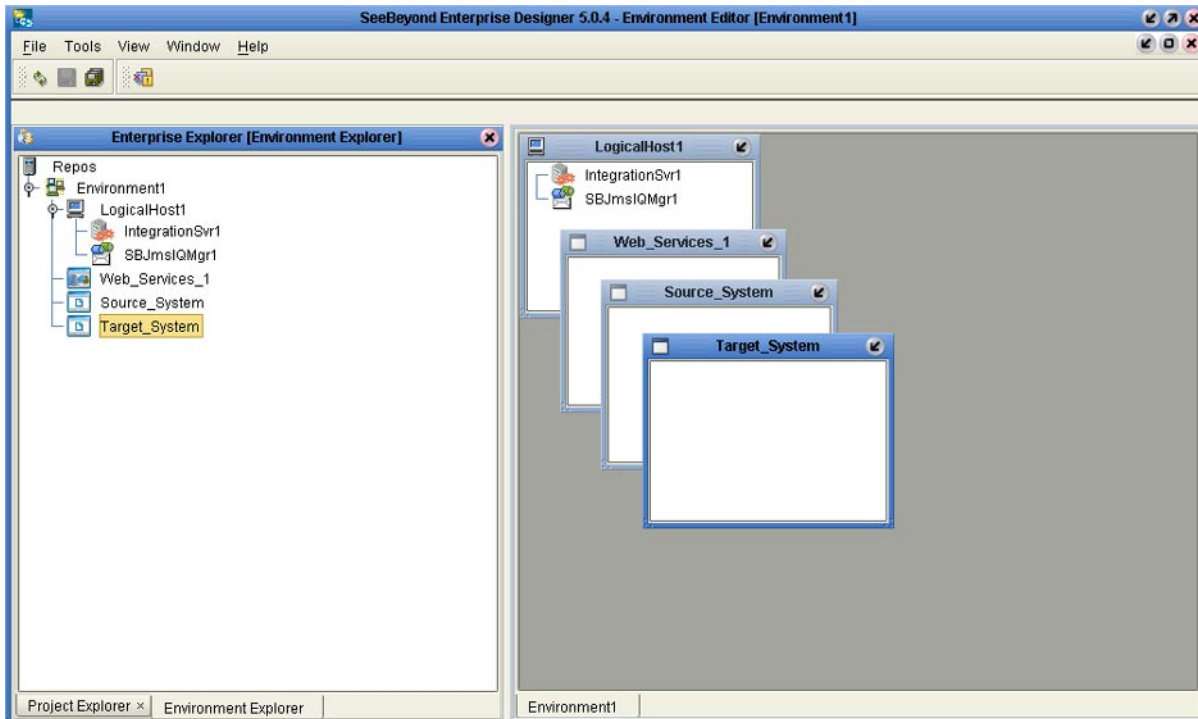 SeeBeyond Enterprise Designer 5.0.4 - Environment Editor [Environment1]
File Tools View Window Help
Enterprise Explorer [Environment Explorer]
Repos
Environment1
LogicalHost1
IntegrationSvr1
SBJmsIQMgr1
Web_Services_1
Source_System
Target_System
Project Explorer × Environment Explorer
LogicalHost1
IntegrationSvr1
SBJmsIQMgr1
Web_Services_1
Source_System
Target_System
Environment1